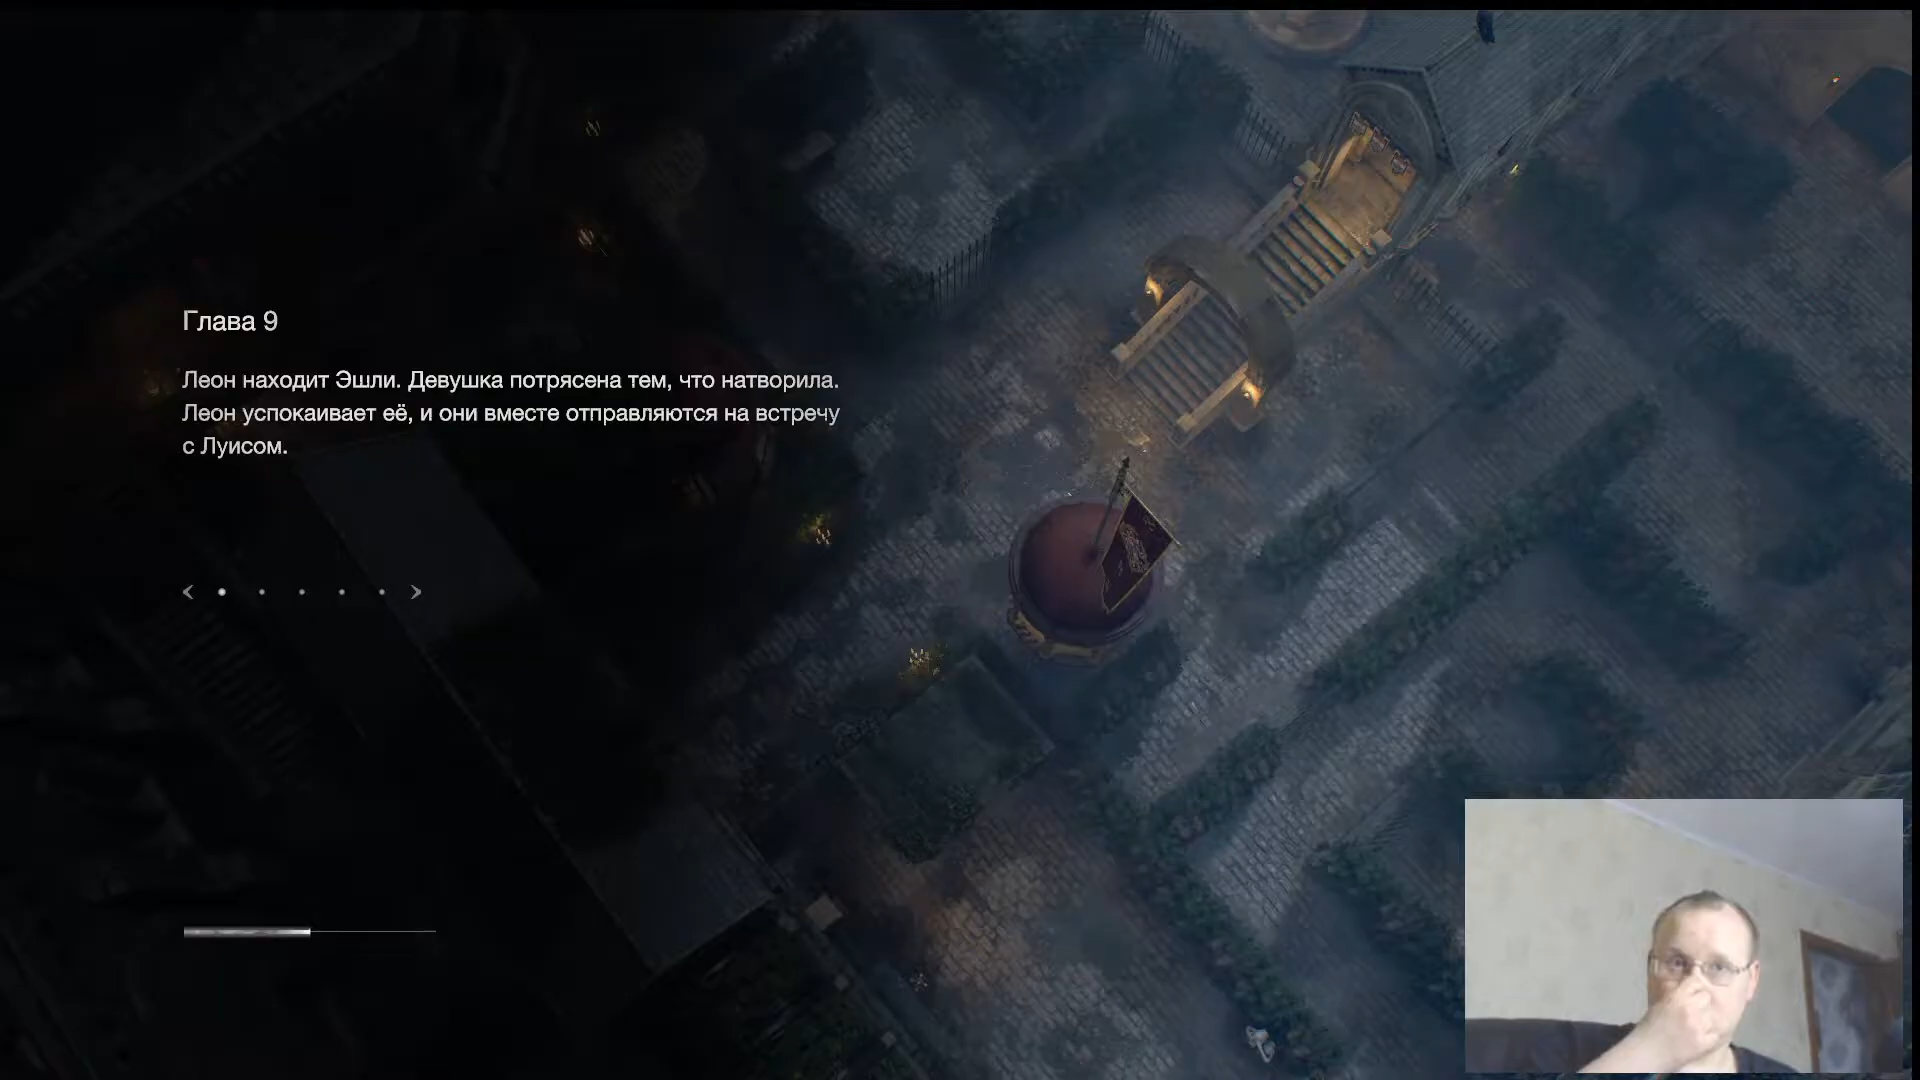 Глава 9
Леон находит Эшли. Девушка потрясена тем, что натворила.
Леон успокаивает её, и они вместе отправляются на встречу
с Луисом.